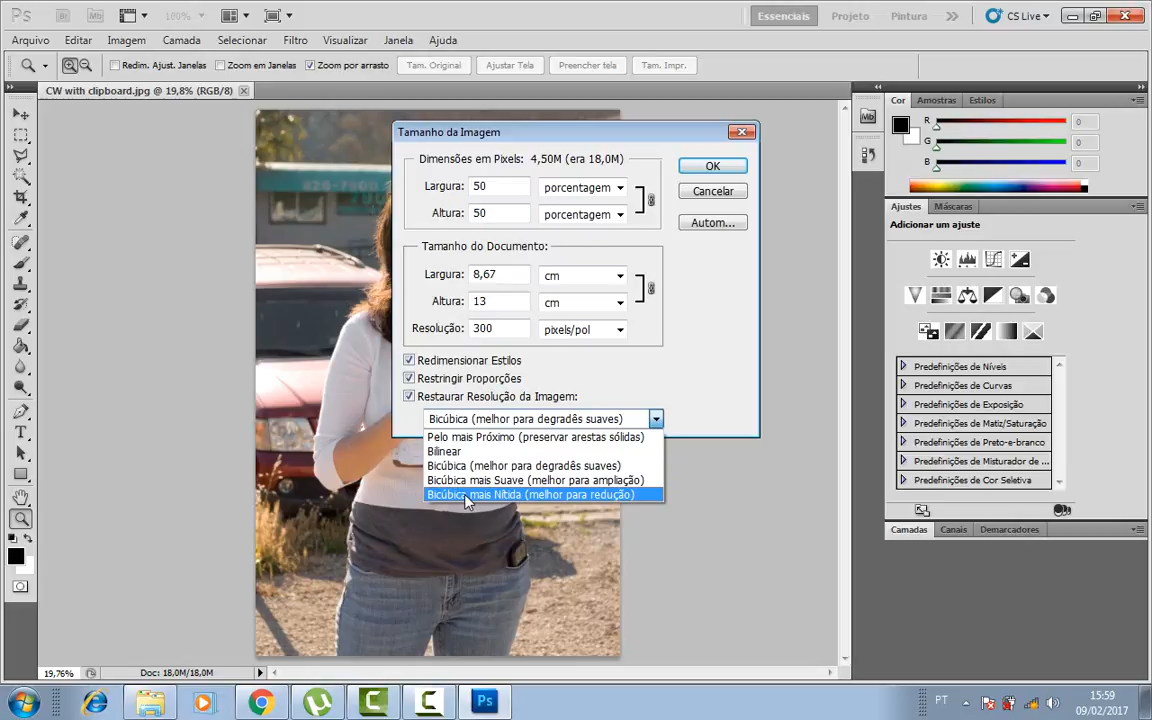 Ps Br Mb 100% Essenciais Projeto Pintura CS Live
Arquivo Editar Imagem Camada Selecionar Filtro Visualizar Janela Ajuda
Redim. Ajust. Janelas Zoom em Janelas Zoom por arrasto Tam. Original Ajustar Tela Preencher tela Tam. Impr.
CW with clipboard.jpg @ 19,8% (RGB/8)
Tamanho da Imagem
Dimensões em Pixels: 4,50M (era 18,0M)
Largura: 50 porcentagem
Altura: 50 porcentagem
OK
Cancelar
Autom...
Tamanho do Documento:
Largura: 8,67 cm
Altura: 13 cm
Resolução: 300 pixels/pol
Redimensionar Estilos
Restringir Proporções
Restaurar Resolução da Imagem:
Bicúbica (melhor para degradês suaves)
Pelo mais Próximo (preservar arestas sólidas)
Bilinear
Bicúbica (melhor para degradês suaves)
Bicúbica mais Suave (melhor para ampliação)
Bicúbica mais Nítida (melhor para redução)
Mb
Cor Amostras Estilos
R 0
G 0
B 0
Ajustes Máscaras
Adicionar um ajuste
Predefinições de Níveis
Predefinições de Curvas
Predefinições de Exposição
Predefinições de Matiz/Saturação
Predefinições de Preto-e-branco
Predefinições de Misturador de ...
Predefinições de Cor Seletiva
Camadas Canais Demarcadores
19,76% Doc: 18,0M/18,0M
Ps
PT
15:59
09/02/2017